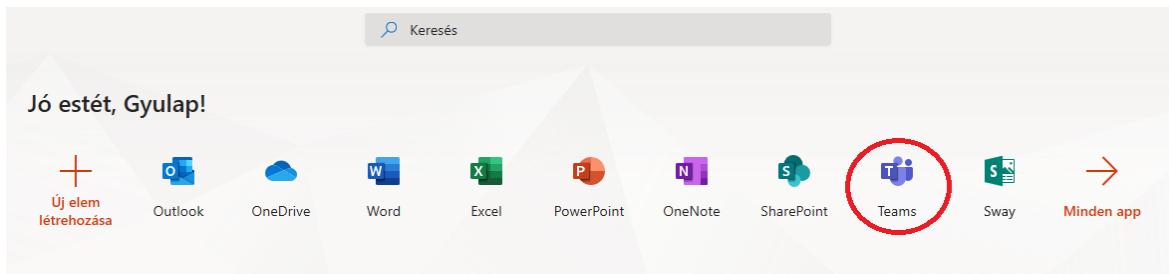 Keresés
Jó estét, Gyulap!
Új elem
létrehozása
Outlook
OneDrive
Word
Excel
PowerPoint
OneNote
SharePoint
Teams
Sway
Minden app